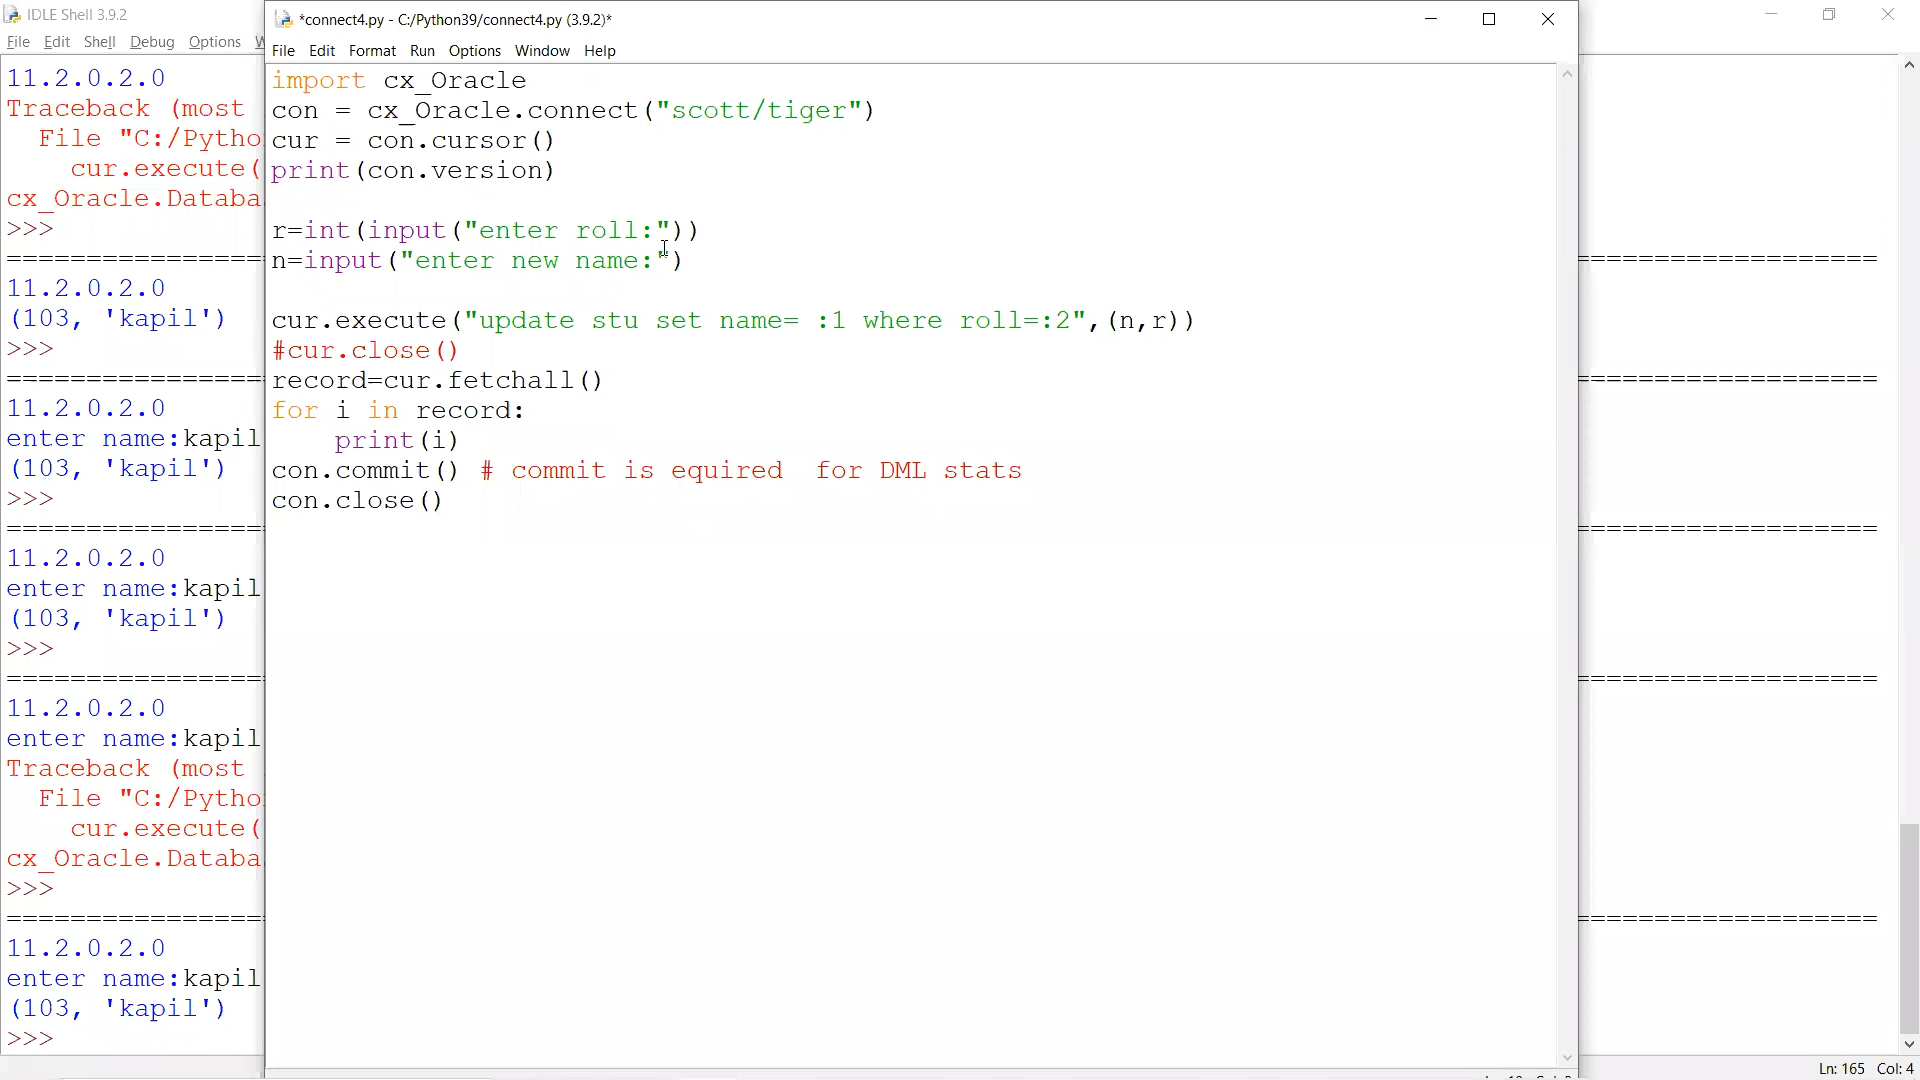 IDLE Shell 3.9.2
File Edit Shell Debug Options W
11.2.0.2.0
Traceback (most
File "C:/Pytho
cur.execute(
cx_Oracle.Databa
>>>
================
11.2.0.2.0
(103, 'kapil')
>>>
================
11.2.0.2.0
enter name:kapil
(103, 'kapil')
>>>
================
11.2.0.2.0
enter name:kapil
(103, 'kapil')
>>>
================
11.2.0.2.0
enter name:kapil
Traceback (most
File "C:/Pytho
cur.execute(
cx_Oracle.Databa
>>>
================
11.2.0.2.0
enter name:kapil
(103, 'kapil')
>>>
*connect4.py - C:/Python39/connect4.py (3.9.2)*
File Edit Format Run Options Window Help
import cx_Oracle
con = cx_Oracle.connect("scott/tiger")
cur = con.cursor()
print(con.version)
r=int(input("enter roll:"))
n=input("enter new name:")
cur.execute("update stu set name= :1 where roll=:2",(n,r))
#cur.close()
record=cur.fetchall()
for i in record:
print(i)
con.commit() # commit is equired  for DML stats
con.close()
Ln: 165 Col: 4